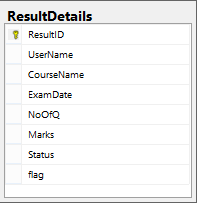 ResultDetails
ResultID
UserName
CourseName
ExamDate
NoOfQ
Marks
Status
flag